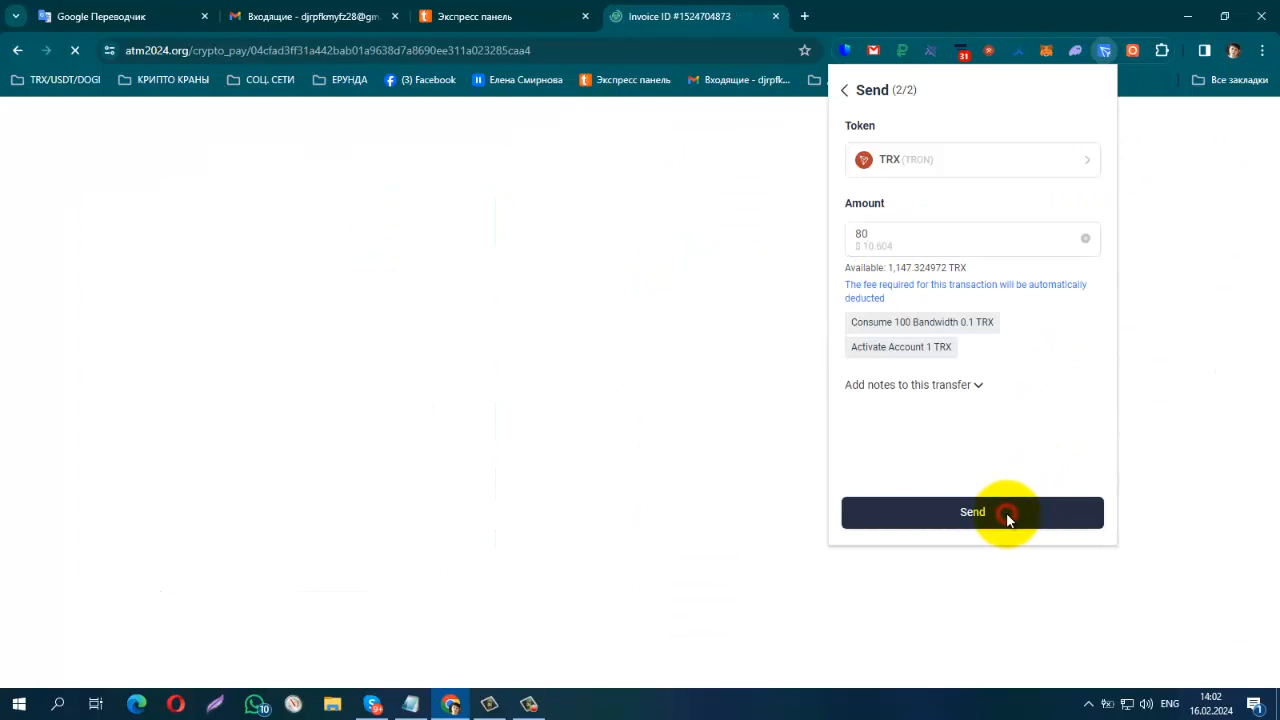 Google Переводчик
Входящие - djrpfkmyfz28@gm
Экспресс панель
Invoice ID #1524704873
atm2024.org/crypto_pay/04cfad3ff31a442bab01a9638d7a8690ee311a023285caa4
31
TRX/USDT/DOGI
КРИПТО КРАНЫ
СОЦ. СЕТИ
ЕРУНДА
(3) Facebook
Елена Смирнова
Экспресс панель
Входящие - djrpfk...
Все закладки
Send (2/2)
Token
TRX (TRON)
Amount
80
$ 10.604
Available: 1,147.324972 TRX
The fee required for this transaction will be automatically
deducted
Consume 100 Bandwidth 0.1 TRX
Activate Account 1 TRX
Add notes to this transfer
Send
10
9+
ENG
14:02
16.02.2024
1